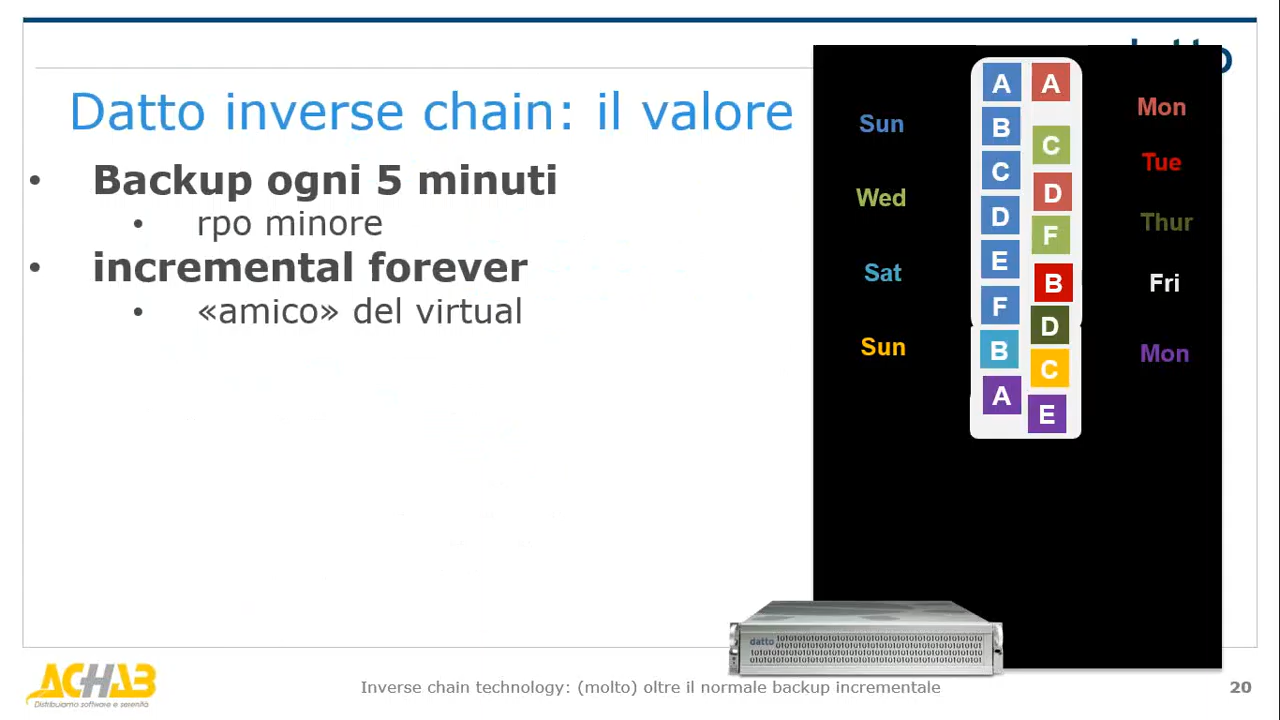 datto
Datto inverse chain: il valore
• Backup ogni 5 minuti
• rpo minore
• incremental forever
• «amico» del virtual
Sun
Wed
Sat
Sun
A A
B
C C
D D
E F
F B
B D
A C
E
Mon
Tue
Thur
Fri
Mon
datto
ACHAB
Distribuiamo software e serenità
Inverse chain technology: (molto) oltre il normale backup incrementale
20